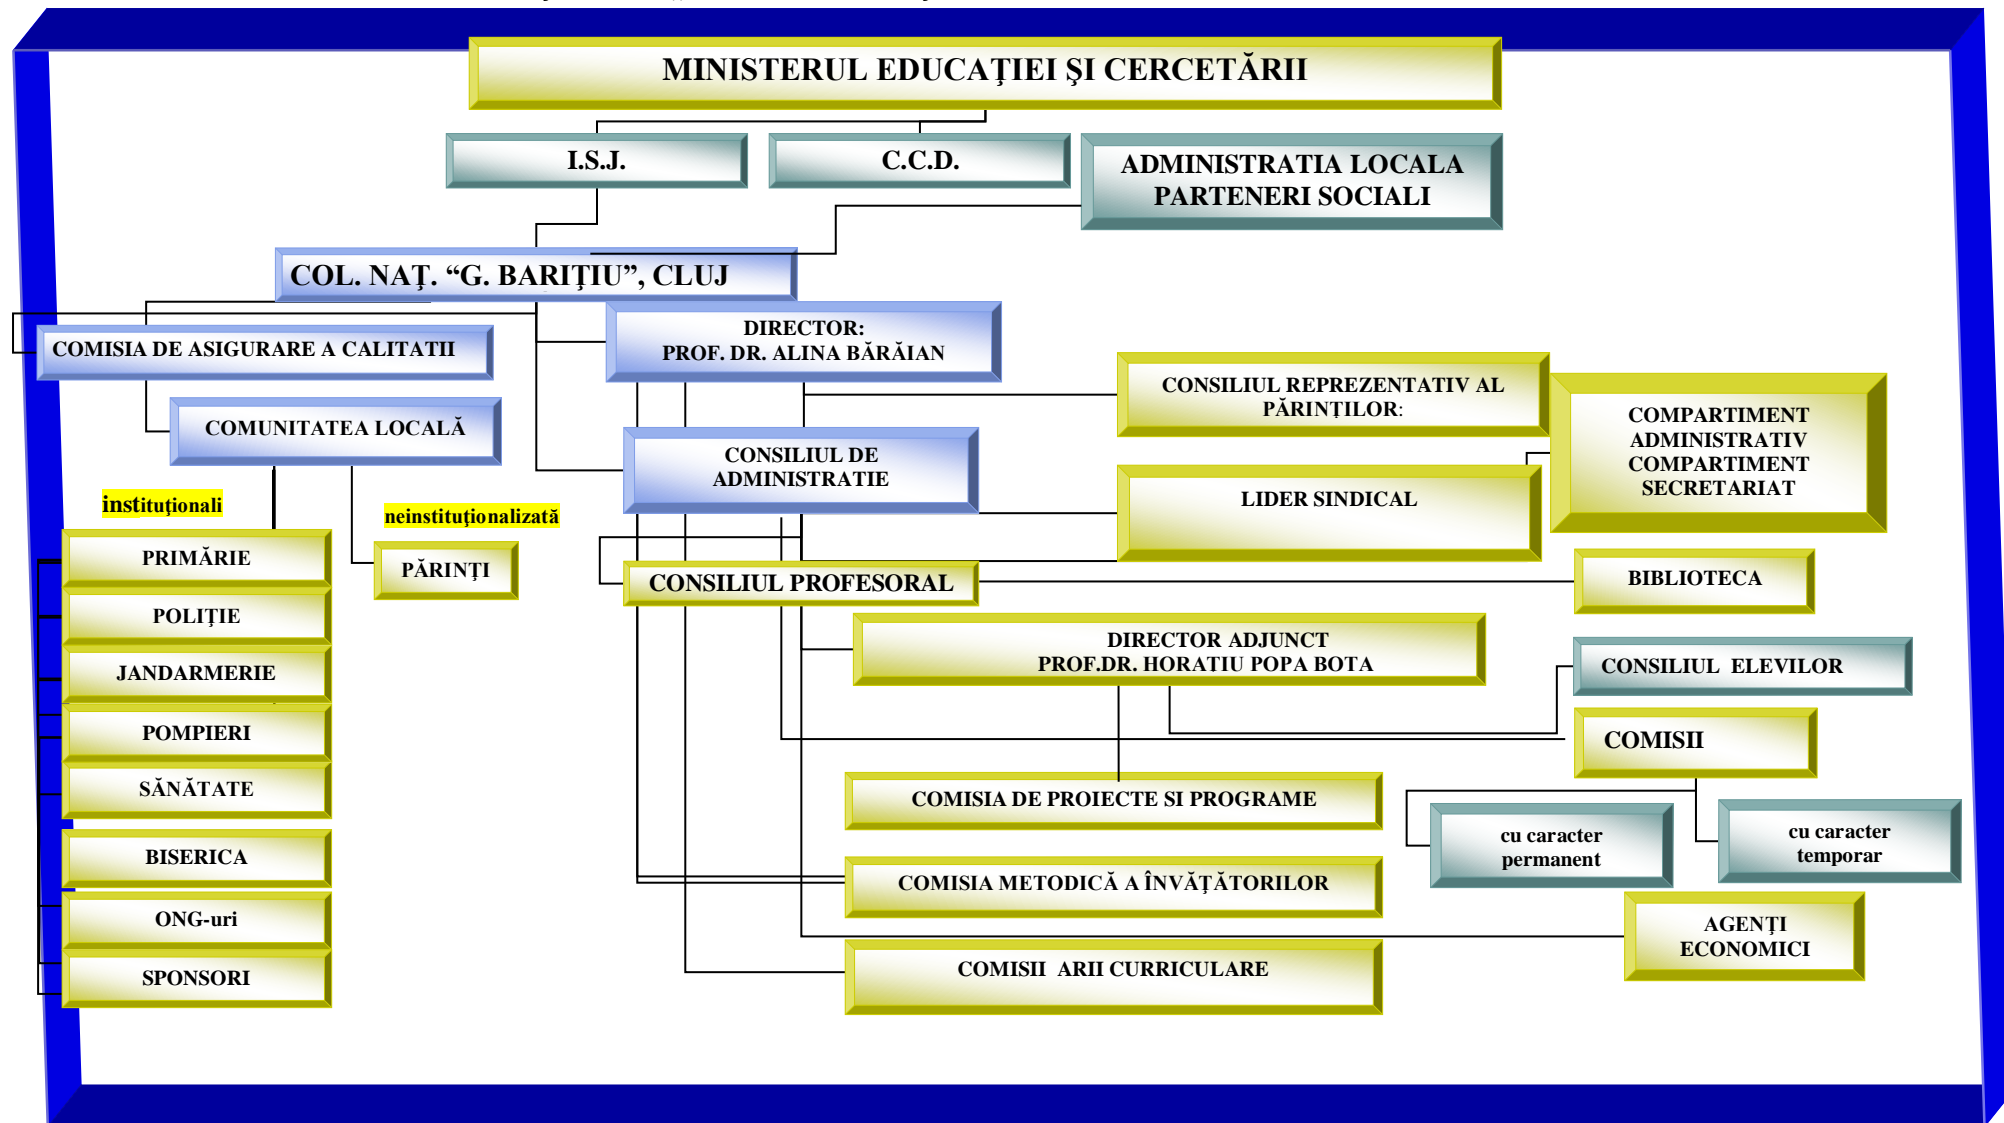 MINISTERUL EDUCAŢIEI ŞI CERCETĂRII
I.S.J.
C.C.D.
ADMINISTRATIA LOCALA
PARTENERI SOCIALI
COL. NAŢ. “G. BARIŢIU”, CLUJ
DIRECTOR:
PROF. DR. ALINA BĂRĂIAN
COMISIA DE ASIGURARE A CALITATII
CONSILIUL REPREZENTATIV AL
PĂRINŢILOR:
COMPARTIMENT
ADMINISTRATIV
COMPARTIMENT
SECRETARIAT
COMUNITATEA LOCALĂ
CONSILIUL DE
ADMINISTRATIE
LIDER SINDICAL
instituţionali
neinstituţionalizată
PRIMĂRIE
PĂRINŢI
CONSILIUL PROFESORAL
BIBLIOTECA
POLIŢIE
DIRECTOR ADJUNCT
PROF.DR. HORATIU POPA BOTA
CONSILIUL ELEVILOR
JANDARMERIE
POMPIERI
COMISII
SĂNĂTATE
COMISIA DE PROIECTE SI PROGRAME
cu caracter
permanent
cu caracter
temporar
BISERICA
COMISIA METODICĂ A ÎNVĂŢĂTORILOR
ONG-uri
AGENŢI
ECONOMICI
SPONSORI
COMISII ARII CURRICULARE